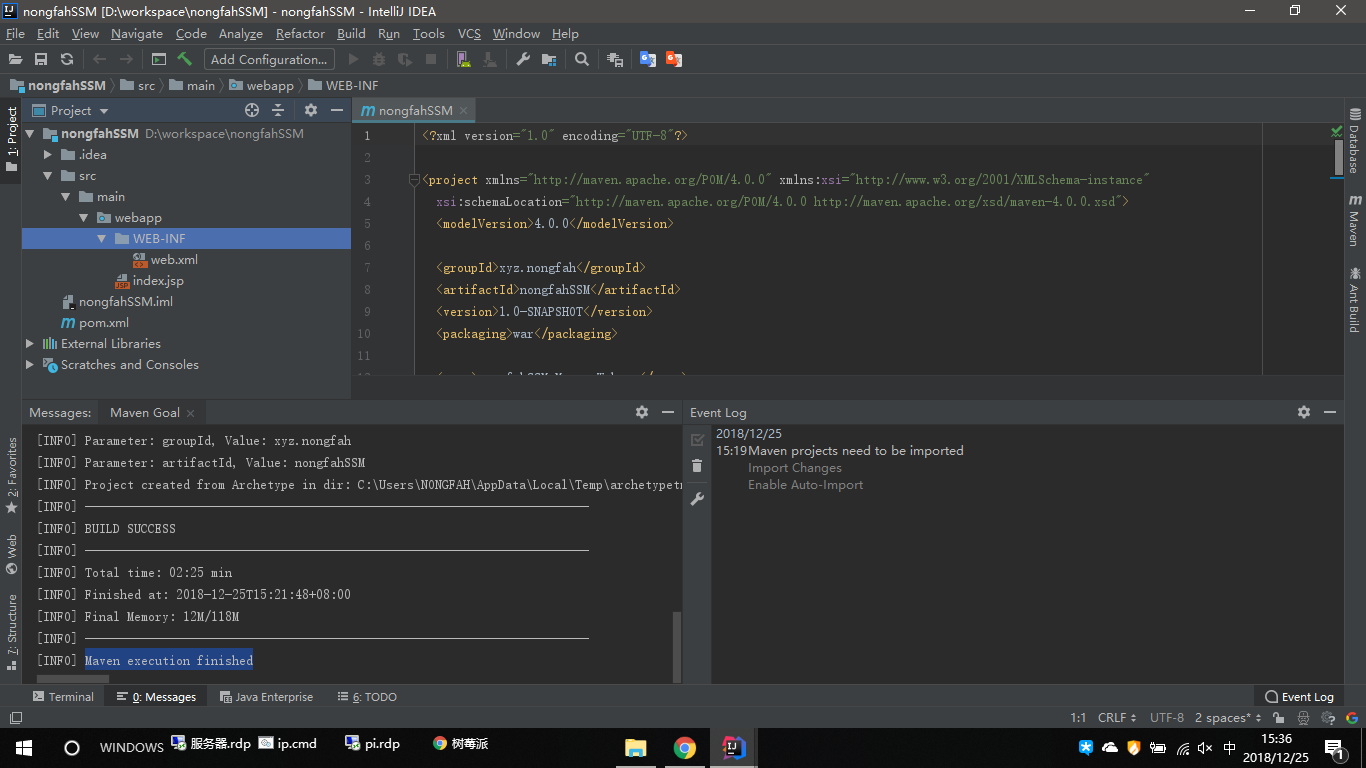 nongfahSSM [D:\workspace\nongfahSSM] - nongfahSSM - IntelliJ IDEA
File Edit View Navigate Code Analyze Refactor Build Run Tools VCS Window Help
Add Configuration...
nongfahSSM src main webapp WEB-INF
1: Project
Project
nongfahSSM D:\workspace\nongfahSSM
.idea
src
main
webapp
WEB-INF
web.xml
index.jsp
nongfahSSM.iml
pom.xml
External Libraries
Scratches and Consoles
nongfahSSM
1 <?xml version="1.0" encoding="UTF-8"?>
2
3 <project xmlns="http://maven.apache.org/POM/4.0.0" xmlns:xsi="http://www.w3.org/2001/XMLSchema-instance"
4 xsi:schemaLocation="http://maven.apache.org/POM/4.0.0 http://maven.apache.org/xsd/maven-4.0.0.xsd">
5 <modelVersion>4.0.0</modelVersion>
6
7 <groupId>xyz.nongfah</groupId>
8 <artifactId>nongfahSSM</artifactId>
9 <version>1.0-SNAPSHOT</version>
10 <packaging>war</packaging>
11
Database
Maven
Ant Build
2: Favorites
Web
7: Structure
Messages: Maven Goal
[INFO] Parameter: groupId, Value: xyz.nongfah
[INFO] Parameter: artifactId, Value: nongfahSSM
[INFO] Project created from Archetype in dir: C:\Users\NONGFAH\AppData\Local\Temp\archetypet
[INFO]
[INFO] BUILD SUCCESS
[INFO]
[INFO] Total time: 02:25 min
[INFO] Finished at: 2018-12-25T15:21:48+08:00
[INFO] Final Memory: 12M/118M
[INFO]
[INFO] Maven execution finished
Event Log
2018/12/25
15:19 Maven projects need to be imported
Import Changes
Enable Auto-Import
Terminal 0: Messages Java Enterprise 6: TODO Event Log
1:1 CRLF UTF-8 2 spaces*
WINDOWS 服务器.rdp ip.cmd pi.rdp 树莓派
中
15:36
2018/12/25
1